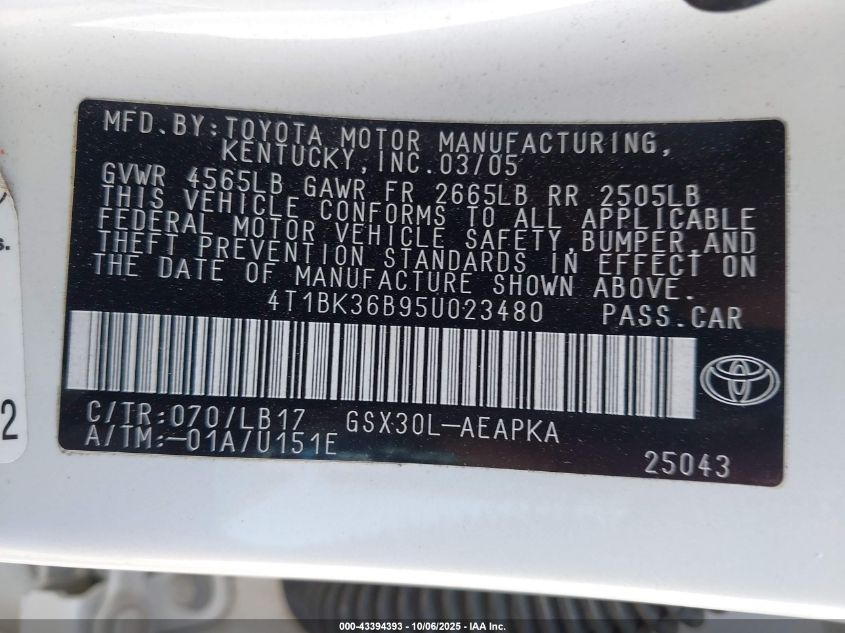 MFD.BY:TOYOTA MOTOR MANUFACTURING,
KENTUCKY,INC.03/05
GVWR 4565LB GAWR FR 2665LB RR 2505LB
THIS VEHICLE CONFORMS TO ALL APPLICABLE
FEDERAL MOTOR VEHICLE SAFETY,BUMPER,AND
THEFT PREVENTION STANDARDS IN EFFECT ON
THE DATE OF MANUFACTURE SHOWN ABOVE.
4T1BK36B95U023480 PASS.CAR
C/TR:070/LB17 GSX30L-AEAPKA
A/TM:-01A/U151E
25043
s.
2
000-43394393 - 10/06/2025 - IAA Inc.